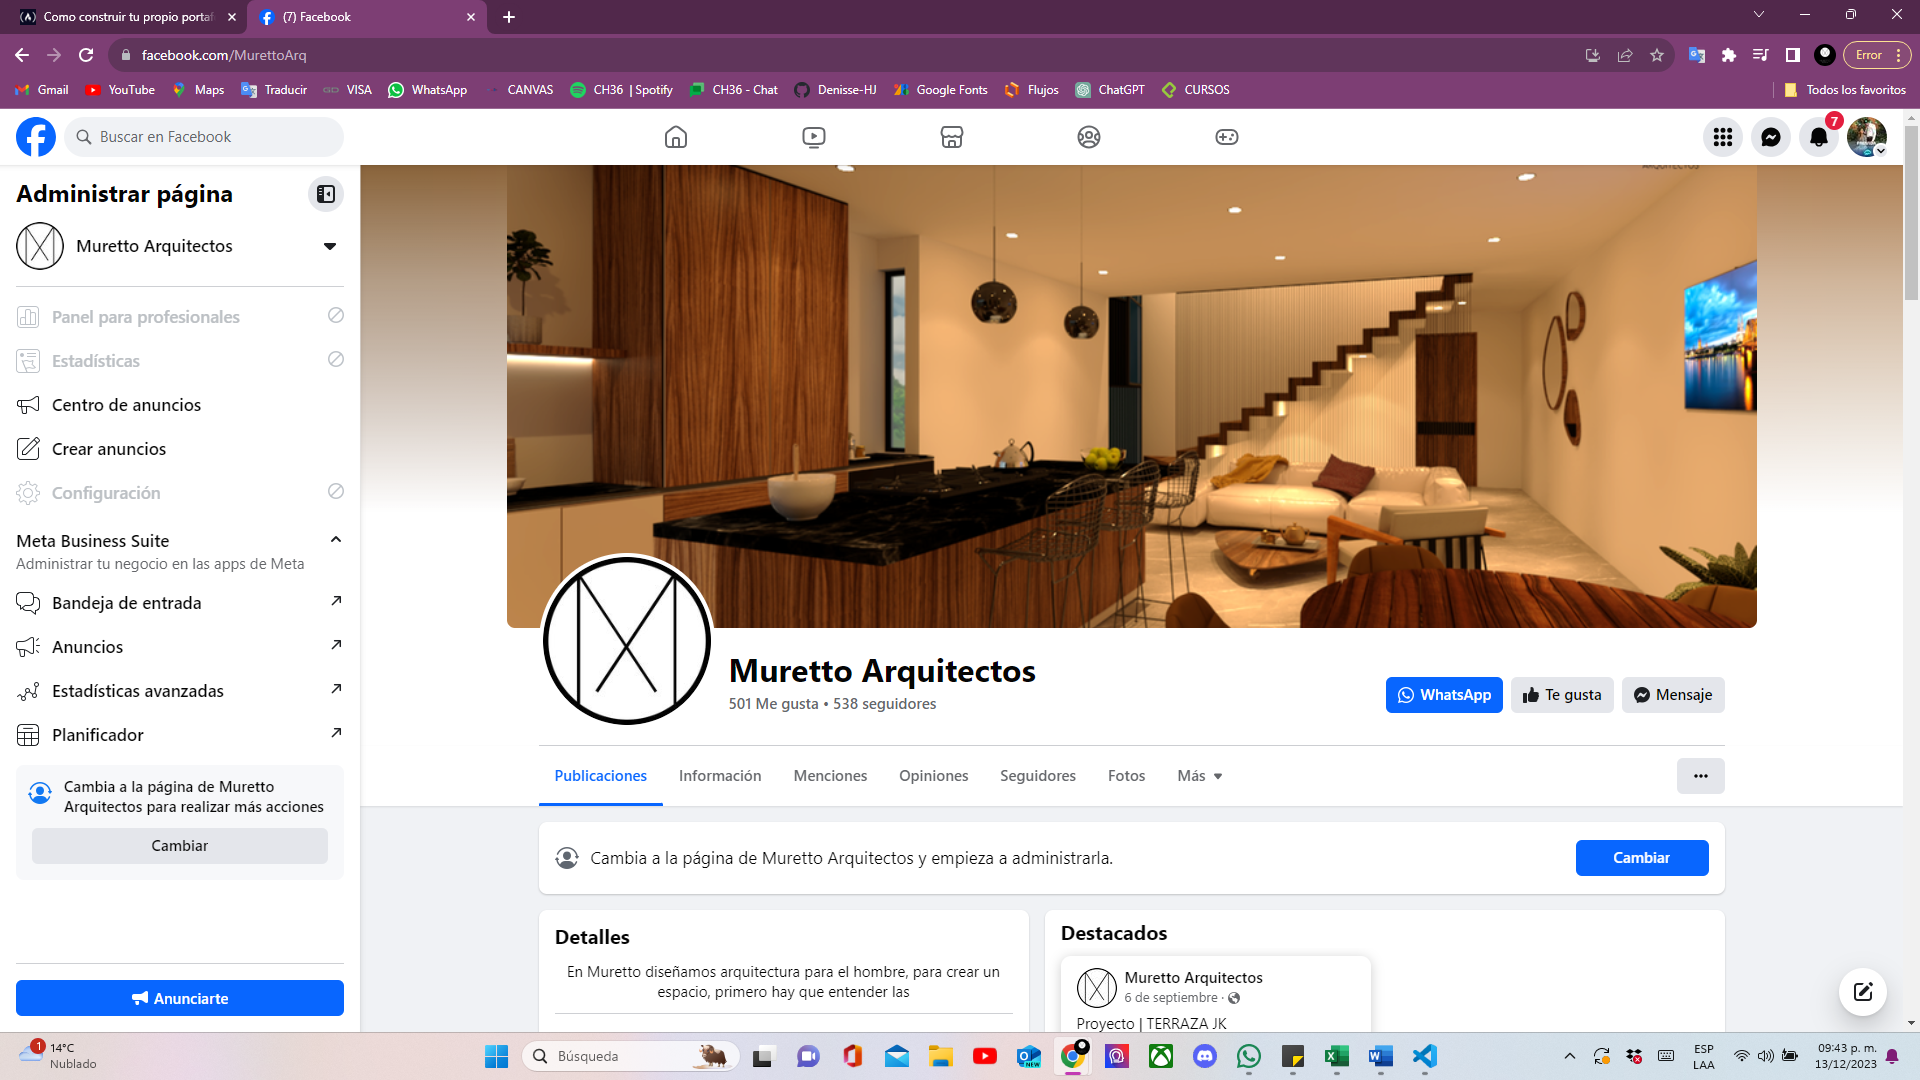 Como construir tu propio portaf
(7) Facebook
facebook.com/MurettoArq
Error
Gmail
YouTube
Maps
Traducir
VISA
WhatsApp
CANVAS
CH36 | Spotify
CH36 - Chat
Denisse-HJ
Google Fonts
Flujos
ChatGPT
CURSOS
Todos los favoritos
Buscar en Facebook
7
Administrar página
Muretto Arquitectos
Panel para profesionales
Estadísticas
Centro de anuncios
Crear anuncios
Configuración
Meta Business Suite
Administrar tu negocio en las apps de Meta
Bandeja de entrada
Anuncios
Estadísticas avanzadas
Planificador
Cambia a la página de Muretto
Arquitectos para realizar más acciones
Cambiar
Anunciarte
Muretto Arquitectos
501 Me gusta • 538 seguidores
WhatsApp
Te gusta
Mensaje
Publicaciones
Información
Menciones
Opiniones
Seguidores
Fotos
Más
Cambia a la página de Muretto Arquitectos y empieza a administrarla.
Cambiar
Detalles
En Muretto diseñamos arquitectura para el hombre, para crear un
espacio, primero hay que entender las
Destacados
Muretto Arquitectos
6 de septiembre ·
Proyecto | TERRAZA JK
1
14°C
Nublado
Búsqueda
NEW
ESP
LAA
09:43 p. m.
13/12/2023